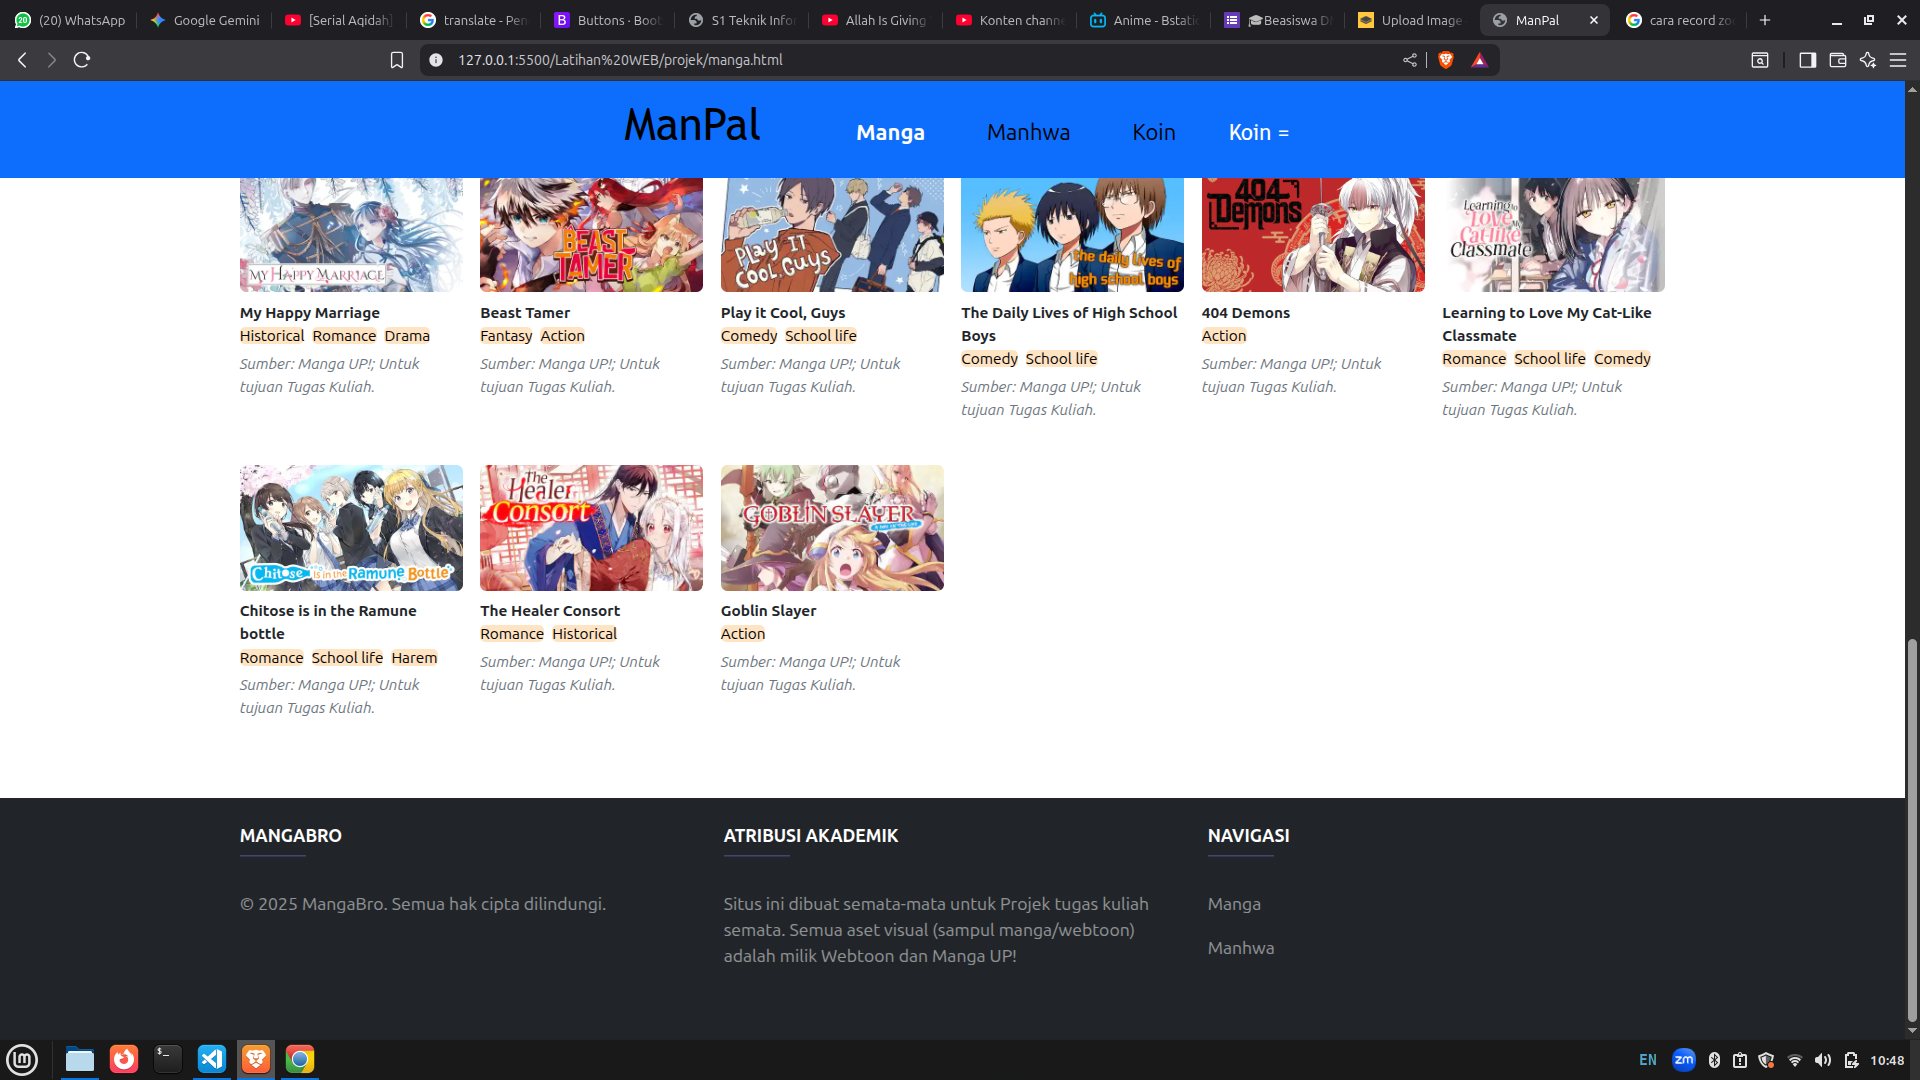 (20) WhatsApp
Google Gemini
[Serial Aqidah]
translate - Pen
Buttons · Boot
S1 Teknik Infor
Allah Is Giving
Konten channe
Anime - Bstati
Beasiswa D
Upload Image
ManPal
cara record zo
127.0.0.1:5500/Latihan%20WEB/projek/manga.html
ManPal
Manga
Manhwa
Koin
Koin =
MY HAPPY MARRIAGE
BEAST TAMER
PLAY IT COOL, GUYS
the daily lives of high school boys
404 Demons
Learning to Love My Cat-like Classmate
My Happy Marriage
Historical Romance Drama
Sumber: Manga UP!; Untuk
tujuan Tugas Kuliah.
Beast Tamer
Fantasy Action
Sumber: Manga UP!; Untuk
tujuan Tugas Kuliah.
Play it Cool, Guys
Comedy School life
Sumber: Manga UP!; Untuk
tujuan Tugas Kuliah.
The Daily Lives of High School
Boys
Comedy School life
Sumber: Manga UP!; Untuk
tujuan Tugas Kuliah.
404 Demons
Action
Sumber: Manga UP!; Untuk
tujuan Tugas Kuliah.
Learning to Love My Cat-Like
Classmate
Romance School life Comedy
Sumber: Manga UP!; Untuk
tujuan Tugas Kuliah.
Chitose is in the Ramune Bottle
The Healer Consort
GOBLIN SLAYER
Chitose is in the Ramune
bottle
Romance School life Harem
Sumber: Manga UP!; Untuk
tujuan Tugas Kuliah.
The Healer Consort
Romance Historical
Sumber: Manga UP!; Untuk
tujuan Tugas Kuliah.
Goblin Slayer
Action
Sumber: Manga UP!; Untuk
tujuan Tugas Kuliah.
MANGABRO
© 2025 MangaBro. Semua hak cipta dilindungi.
ATRIBUSI AKADEMIK
Situs ini dibuat semata-mata untuk Projek tugas kuliah
semata. Semua aset visual (sampul manga/webtoon)
adalah milik Webtoon dan Manga UP!
NAVIGASI
Manga
Manhwa
EN
zm
10:48